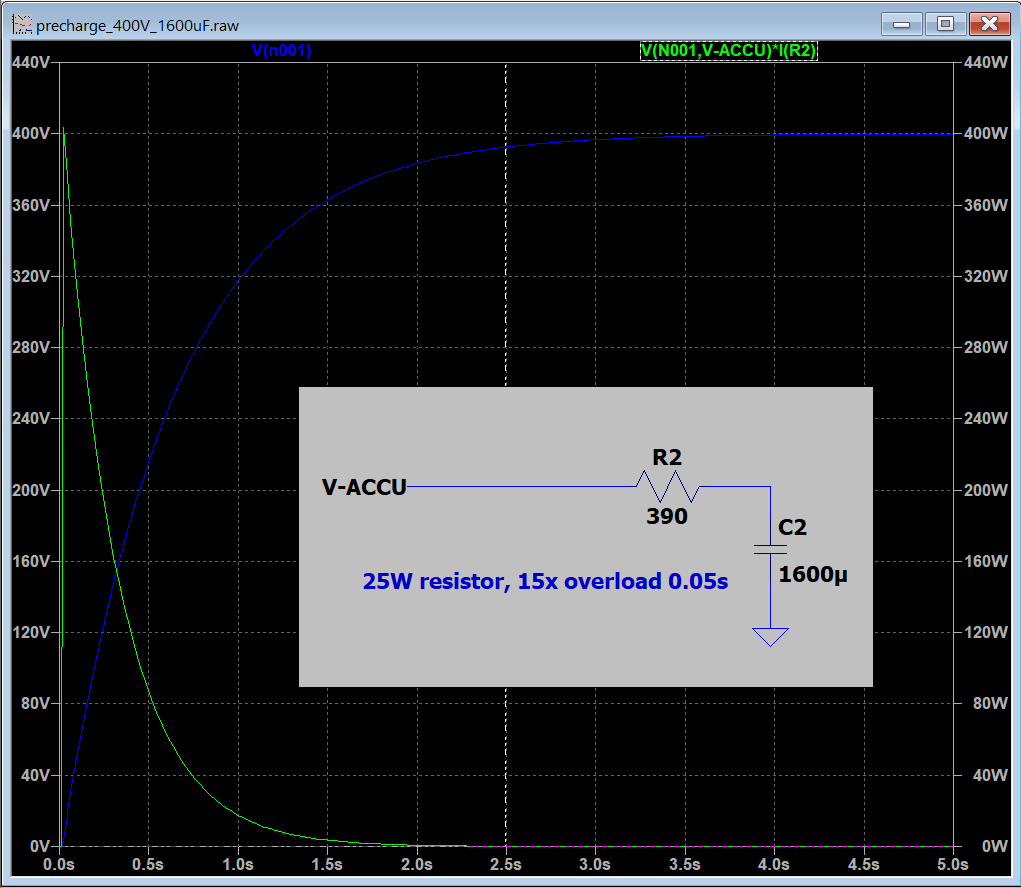 precharge_400V_1600uF.raw
V(n001) V(N001,V-ACCU)*I(R2)
440V 440W
400V 400W
360V 360W
320V 320W
280V 280W
240V 240W
200V 200W
160V 160W
120V 120W
80V 80W
40V 40W
0V 0W
0.0s 0.5s 1.0s 1.5s 2.0s 2.5s 3.0s 3.5s 4.0s 4.5s 5.0s
R2
V-ACCU
390
C2
1600µ
25W resistor, 15x overload 0.05s